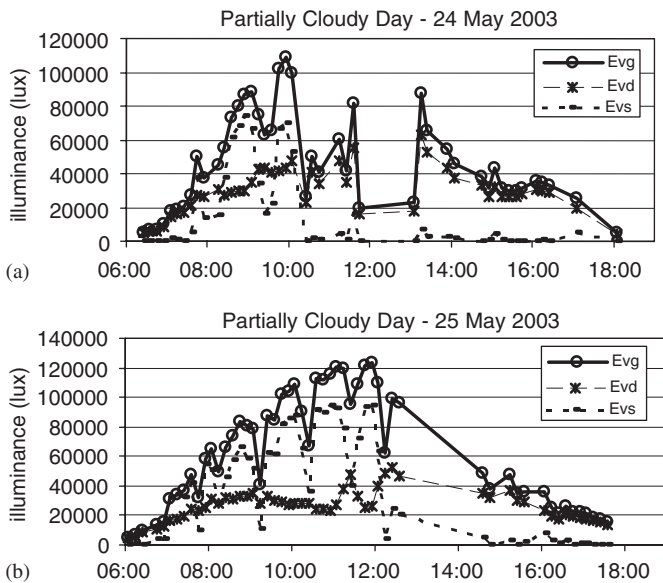 Partially Cloudy Day - 24 May 2003
120000
100000
80000
60000
40000
20000
0
illuminance (lux)
Evg
Evd
Evs
06:00 08:00 10:00 12:00 14:00 16:00 18:00
(a)
Partially Cloudy Day - 25 May 2003
140000
120000
100000
80000
60000
40000
20000
0
illuminance (lux)
Evg
Evd
Evs
06:00 08:00 10:00 12:00 14:00 16:00 18:00
(b)